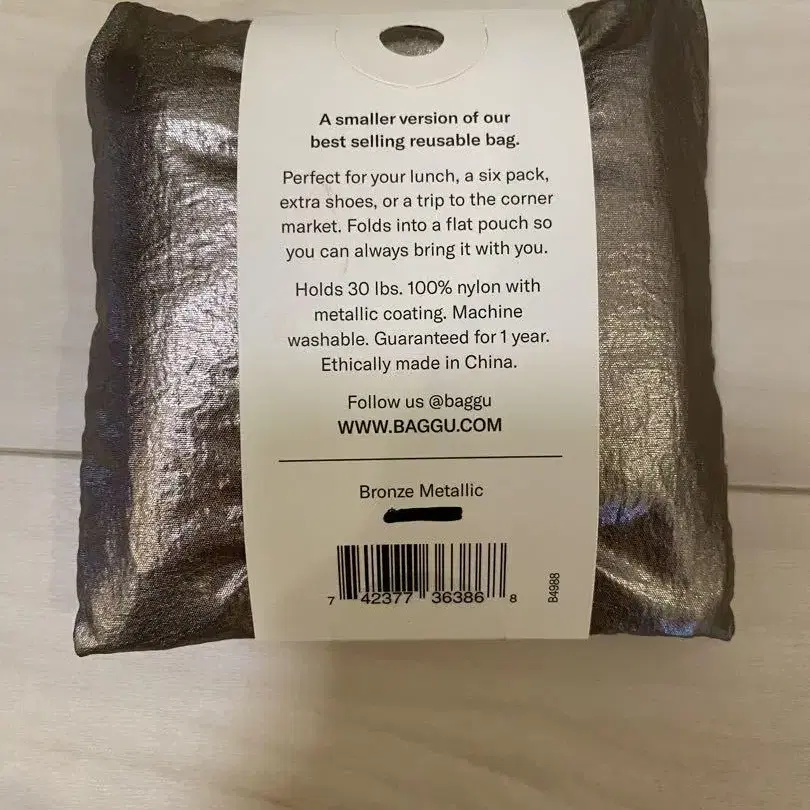 A smaller version of our
best selling reusable bag.
Perfect for your lunch, a six pack,
extra shoes, or a trip to the corner
market. Folds into a flat pouch so
you can always bring it with you.
Holds 30 lbs. 100% nylon with
metallic coating. Machine
washable. Guaranteed for 1 year.
Ethically made in China.
Follow us @baggu
WWW.BAGGU.COM
Bronze Metallic
7 42377 36386 8
B4988